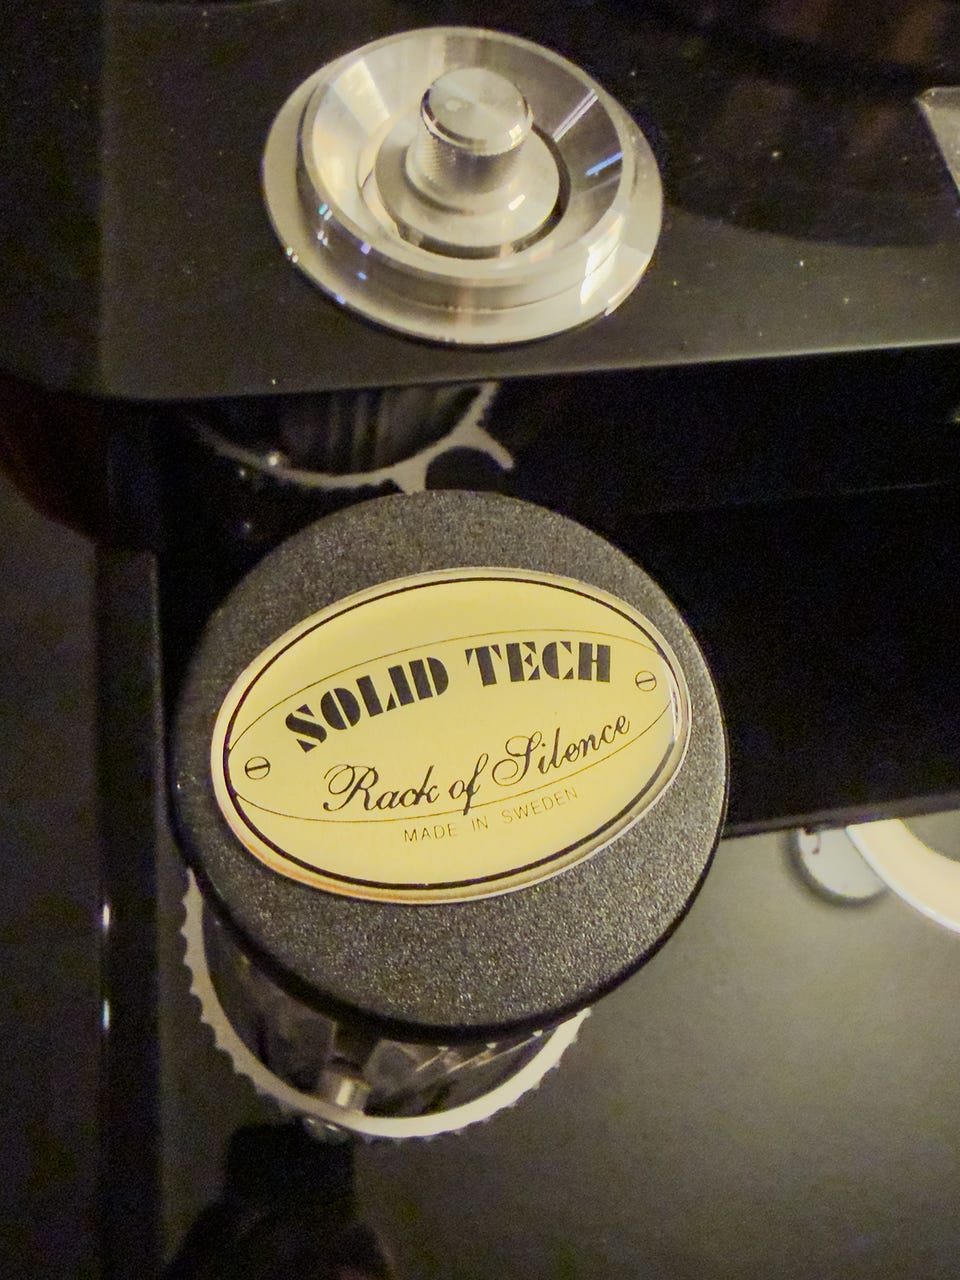 SOLID TECH
Rack of Silence
MADE IN SWEDEN